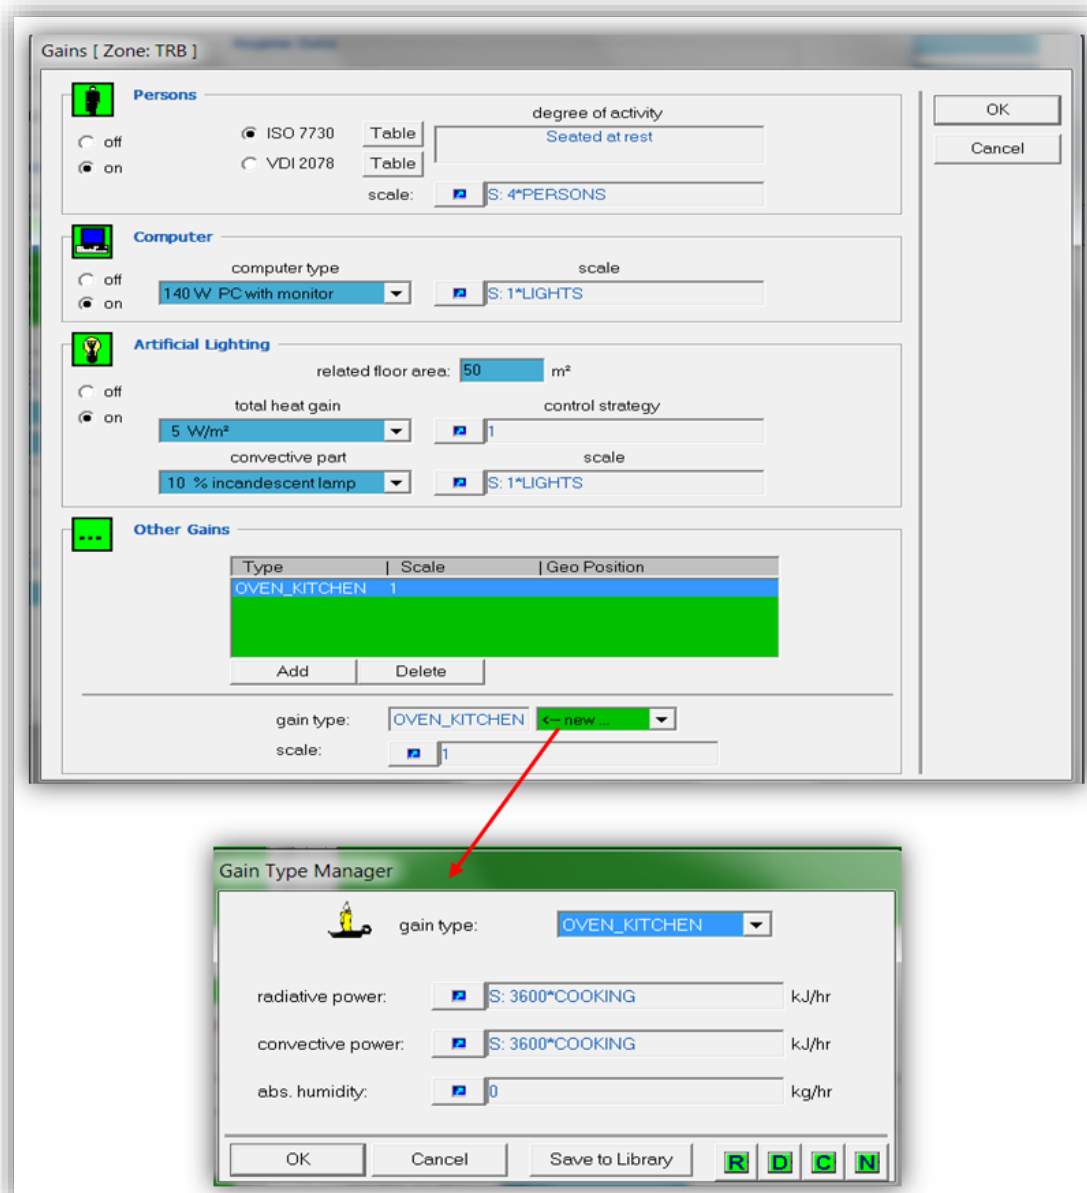 Gains [ Zone: TRB ]
Persons
degree of activity
OK
off
ISO 7730
Table
Seated at rest
Cancel
on
VDI 2078
Table
scale:
S: 4*PERSONS
Computer
computer type
scale
off
140 W PC with monitor
S: 1*LIGHTS
on
Artificial Lighting
related floor area:
50
m²
off
total heat gain
control strategy
on
5 W/m²
1
convective part
scale
10 % incandescent lamp
S: 1*LIGHTS
...
Other Gains
Type | Scale | Geo Position
OVEN_KITCHEN 1
Add
Delete
gain type:
OVEN_KITCHEN
<-- new ...
scale:
1
Gain Type Manager
gain type:
OVEN_KITCHEN
radiative power:
S: 3600*COOKING
kJ/hr
convective power:
S: 3600*COOKING
kJ/hr
abs. humidity:
0
kg/hr
OK
Cancel
Save to Library
R
D
C
N